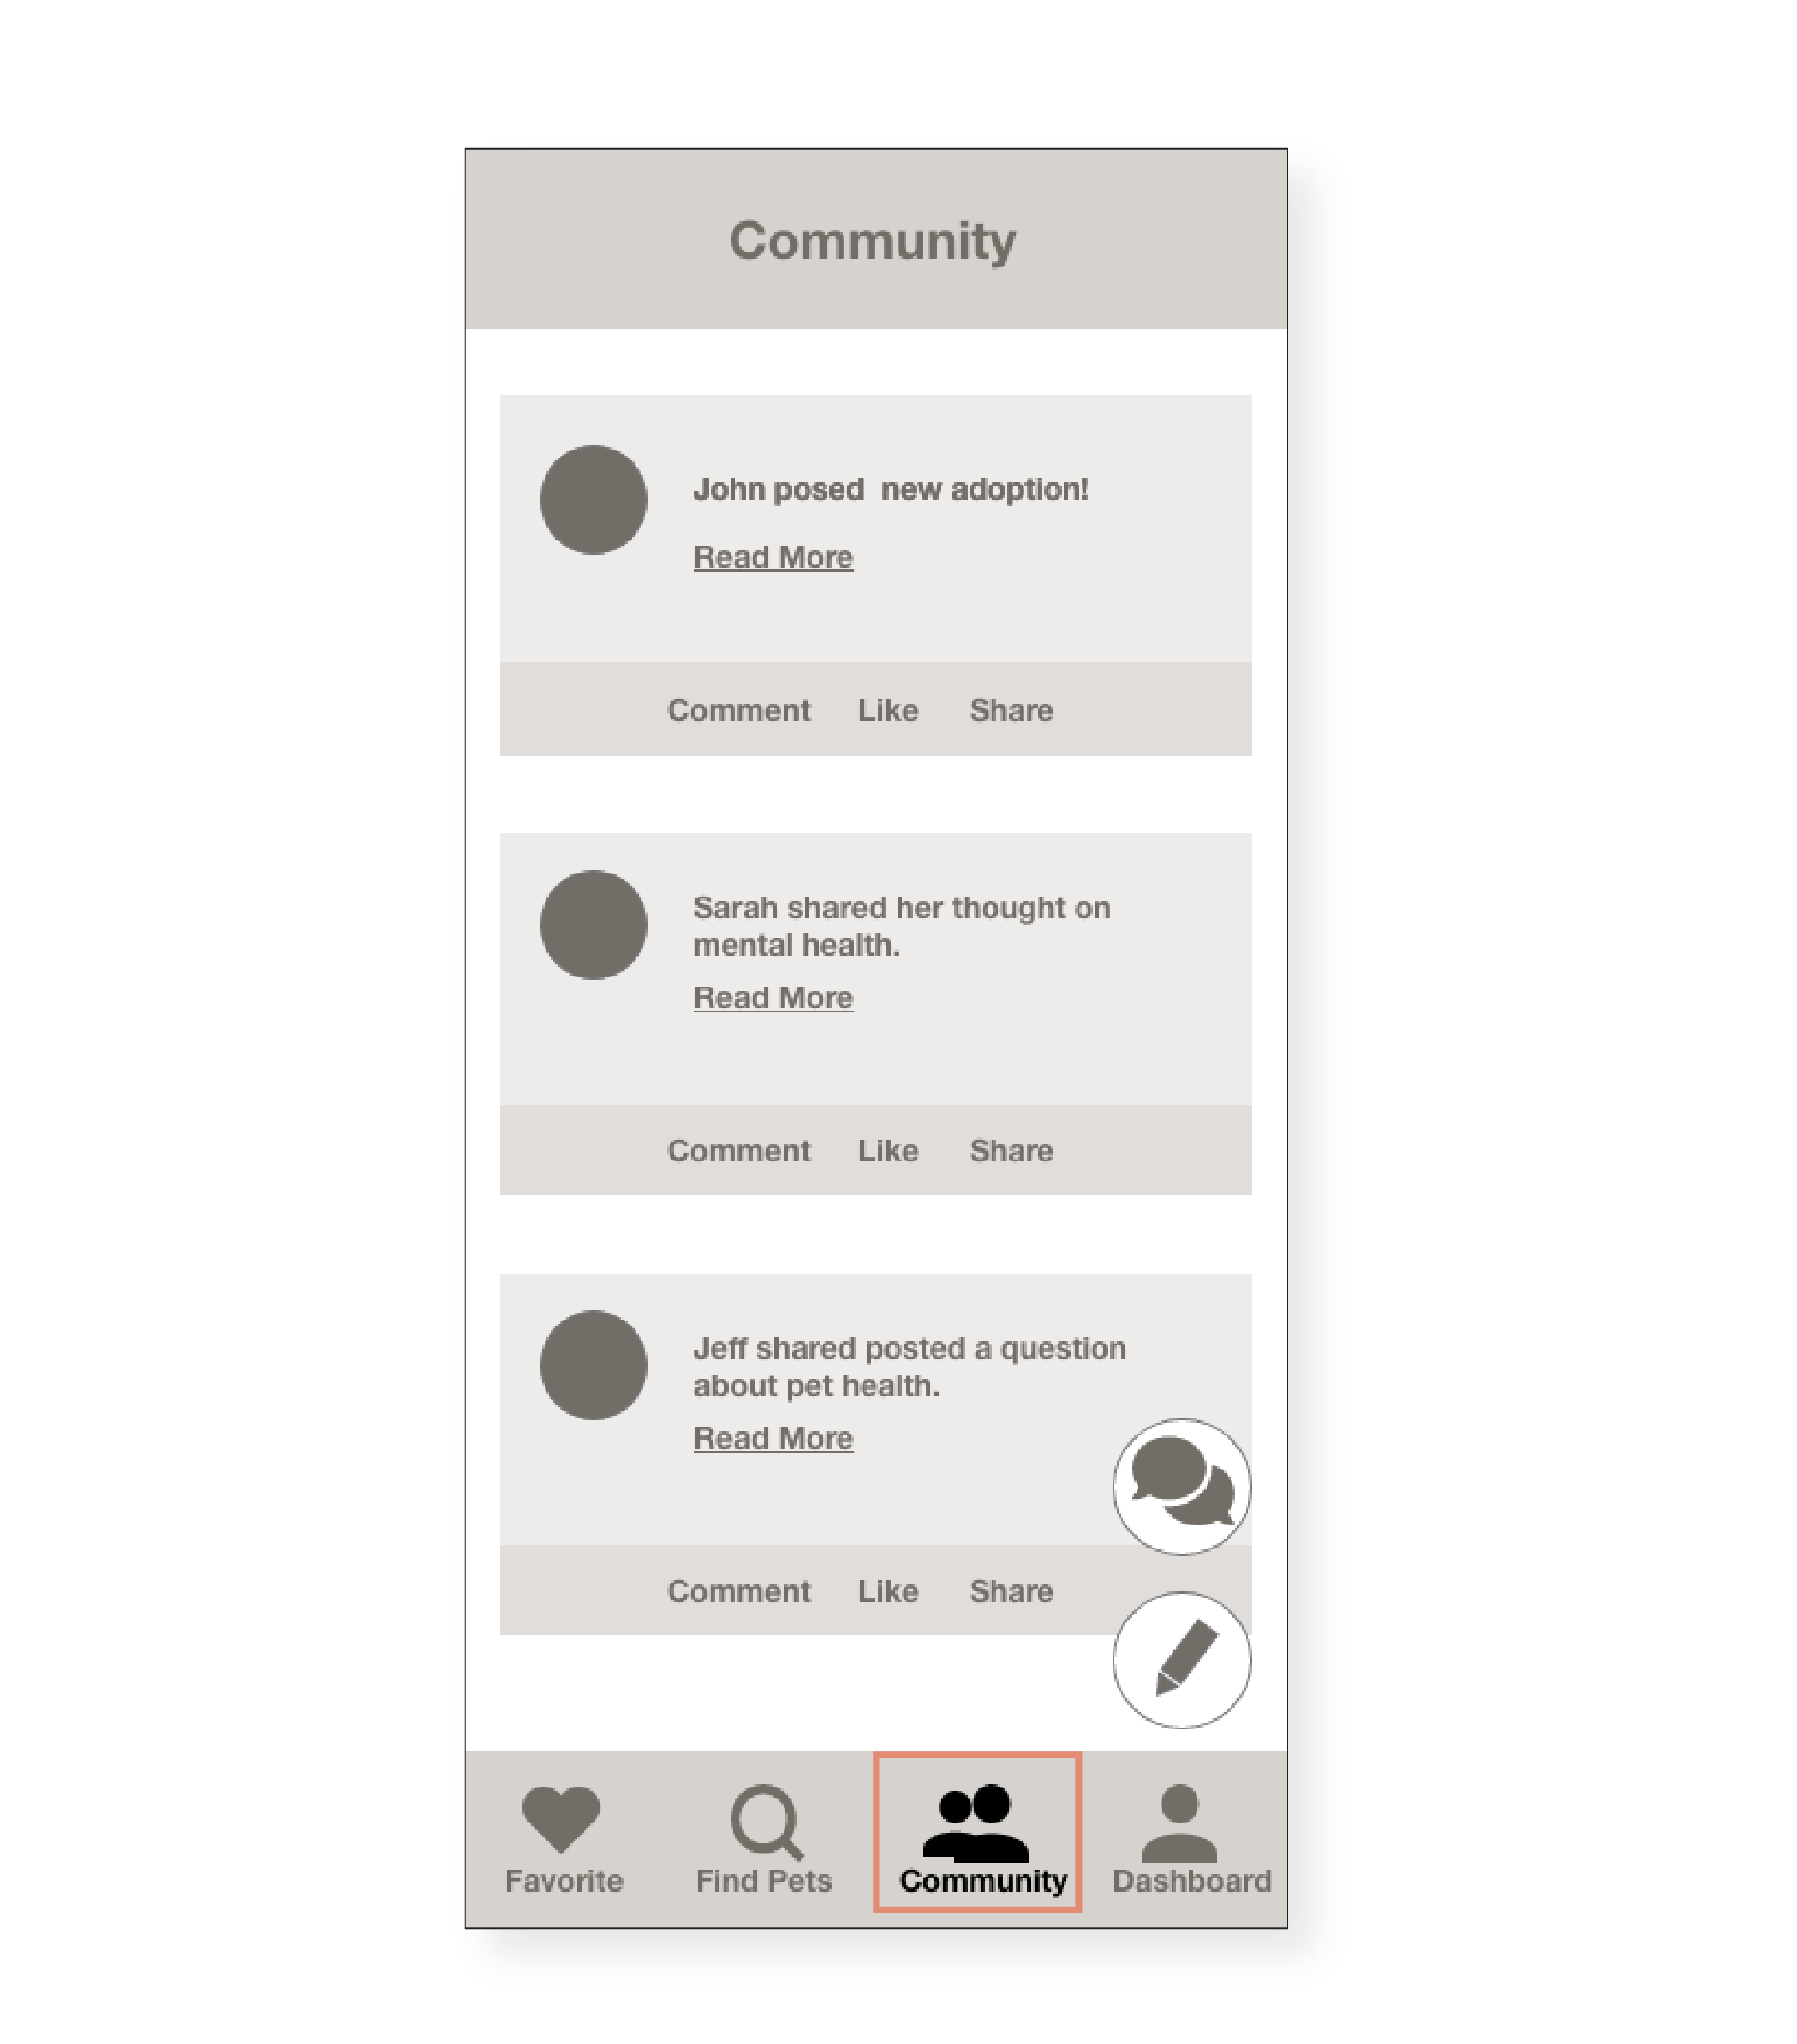 Community
John posed  new adoption!
Read More
Comment Like Share
Sarah shared her thought on
mental health.
Read More
Comment Like Share
Jeff shared posted a question
about pet health.
Read More
Comment Like Share
Favorite Find Pets Community Dashboard